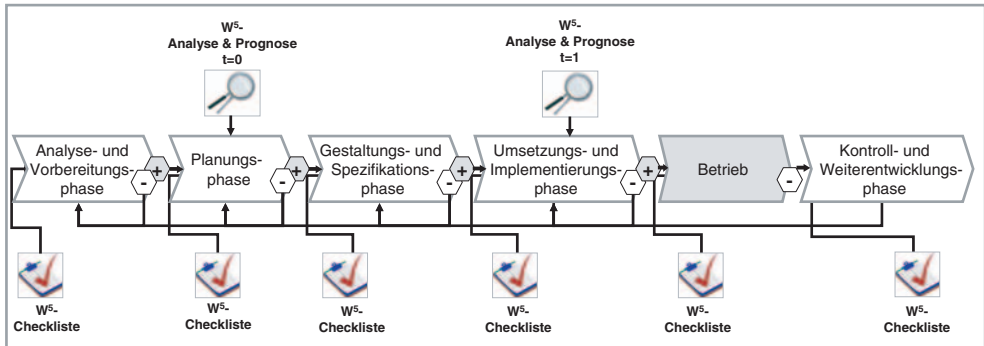 W⁵-
Analyse & Prognose
t=0
W⁵-
Analyse & Prognose
t=1
Analyse- und
Vorbereitungs-
phase
+
-
Planungs-
phase
+
-
Gestaltungs- und
Spezifikations-
phase
+
-
Umsetzungs- und
Implementierungs-
phase
+
-
Betrieb
-
Kontroll- und
Weiterentwicklungs-
phase
W⁵-
Checkliste
W⁵-
Checkliste
W⁵-
Checkliste
W⁵-
Checkliste
W⁵-
Checkliste
W⁵-
Checkliste